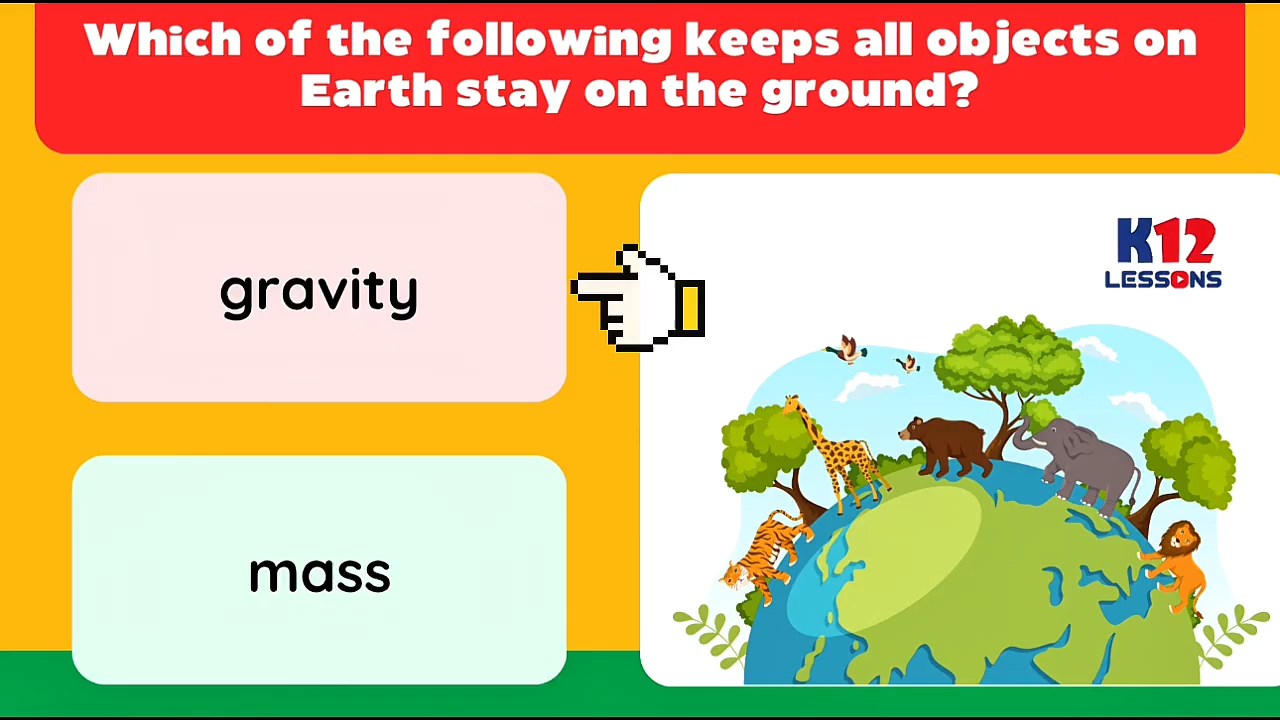 Which of the following keeps all objects on
Earth stay on the ground?
gravity
K12
LESSONS
mass